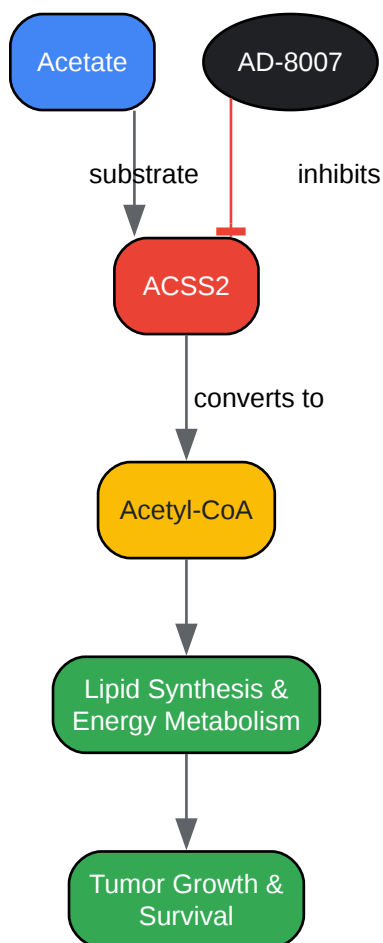 Acetate
AD-8007
substrate
inhibits
ACSS2
converts to
Acetyl-CoA
Lipid Synthesis &
Energy Metabolism
Tumor Growth &
Survival